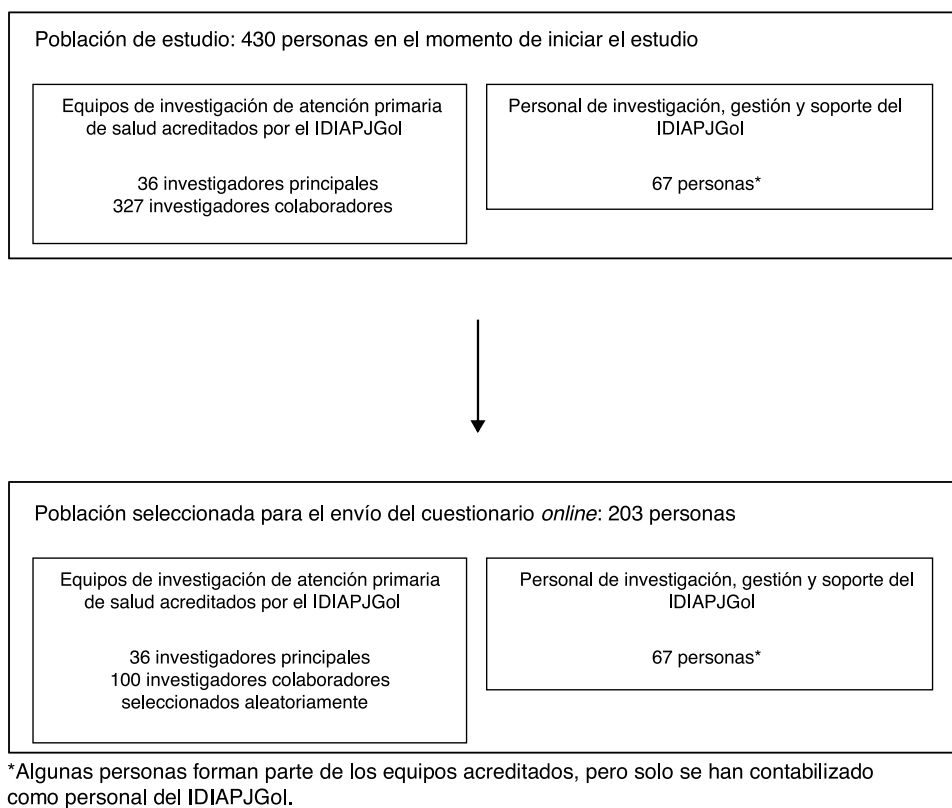 Población de estudio: 430 personas en el momento de iniciar el estudio
Equipos de investigación de atención primaria
de salud acreditados por el IDIAPJGol
36 investigadores principales
327 investigadores colaboradores
Personal de investigación, gestión y soporte del
IDIAPJGol
67 personas*
Población seleccionada para el envío del cuestionario online: 203 personas
Equipos de investigación de atención primaria
de salud acreditados por el IDIAPJGol
36 investigadores principales
100 investigadores colaboradores
seleccionados aleatoriamente
Personal de investigación, gestión y soporte del
IDIAPJGol
67 personas*
*Algunas personas forman parte de los equipos acreditados, pero solo se han contabilizado
como personal del IDIAPJGol.